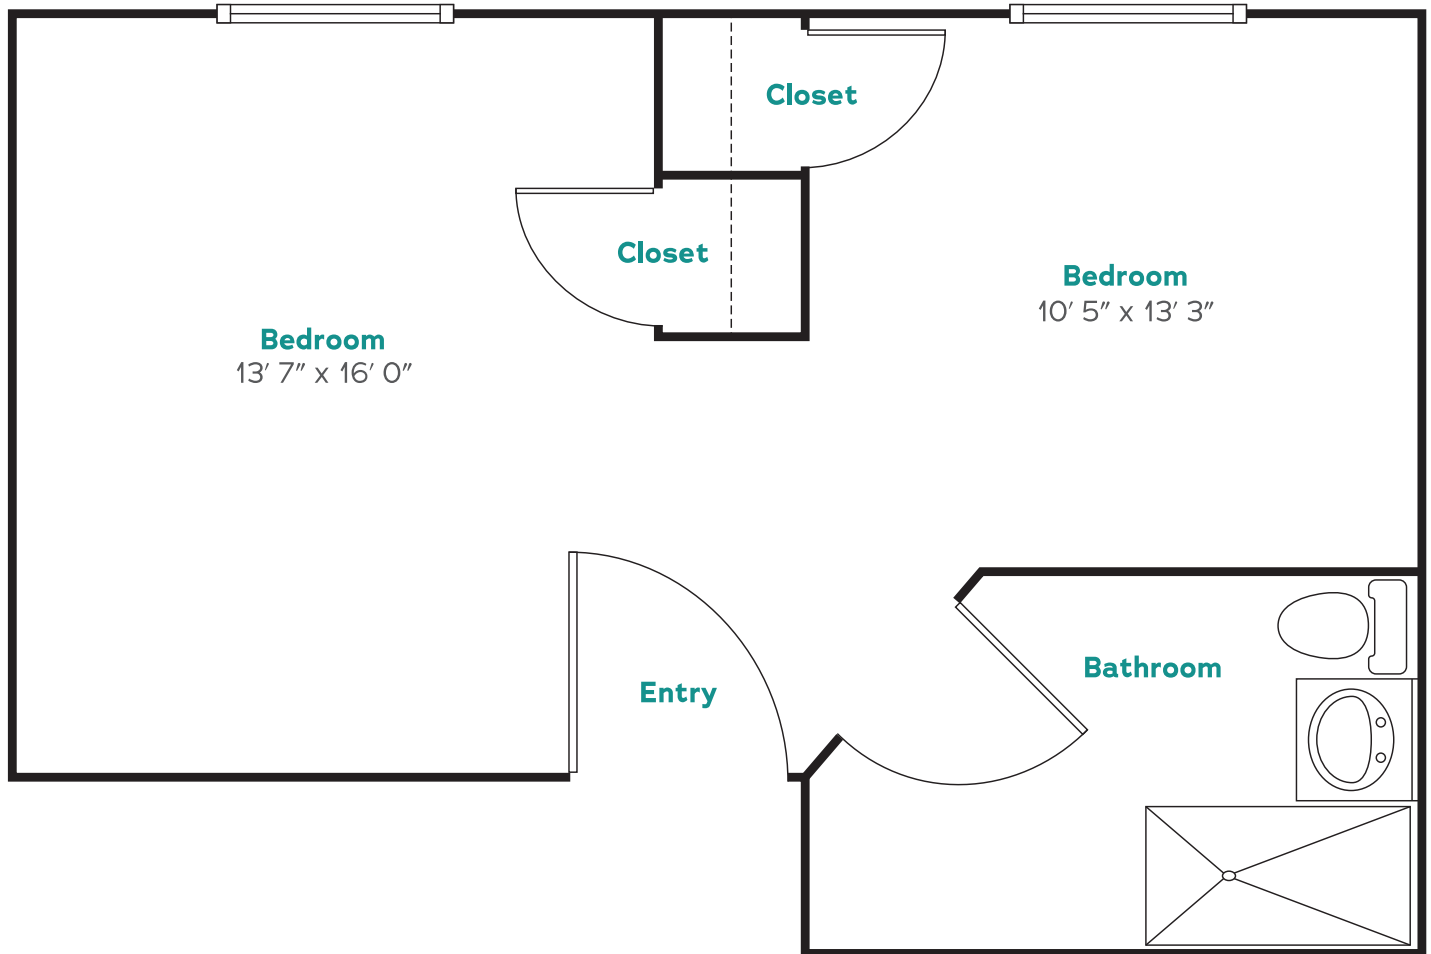 Closet
Closet
Bedroom
10′ 5″ x 13′ 3″
Bedroom
13′ 7″ x 16′ 0″
Bathroom
Entry